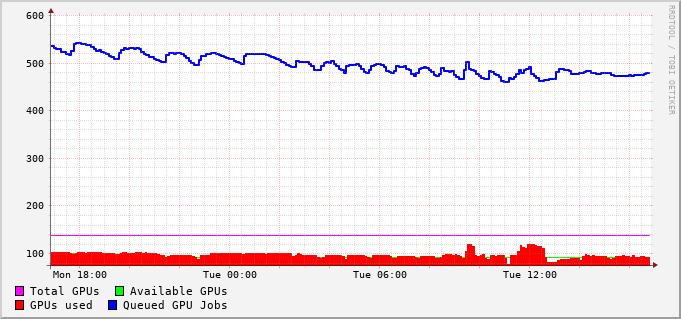 600
500
400
300
200
100
Mon 18:00 Tue 00:00 Tue 06:00 Tue 12:00
Total GPUs Available GPUs
GPUs used Queued GPU Jobs
RRDTOOL / TOBI OETIKER